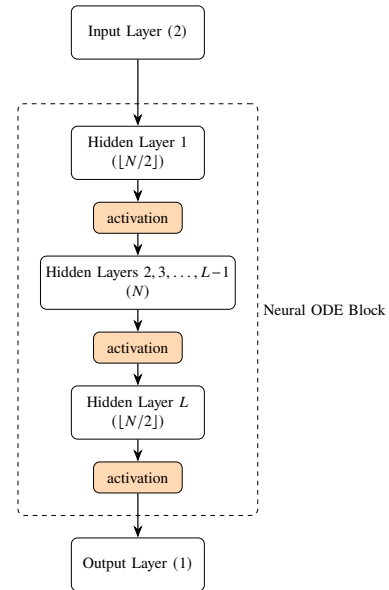 Input Layer (2)
Hidden Layer 1
(⌊N/2⌋)
activation
Hidden Layers 2, 3, . . . , L−1
(N)
Neural ODE Block
activation
Hidden Layer L
(⌊N/2⌋)
activation
Output Layer (1)